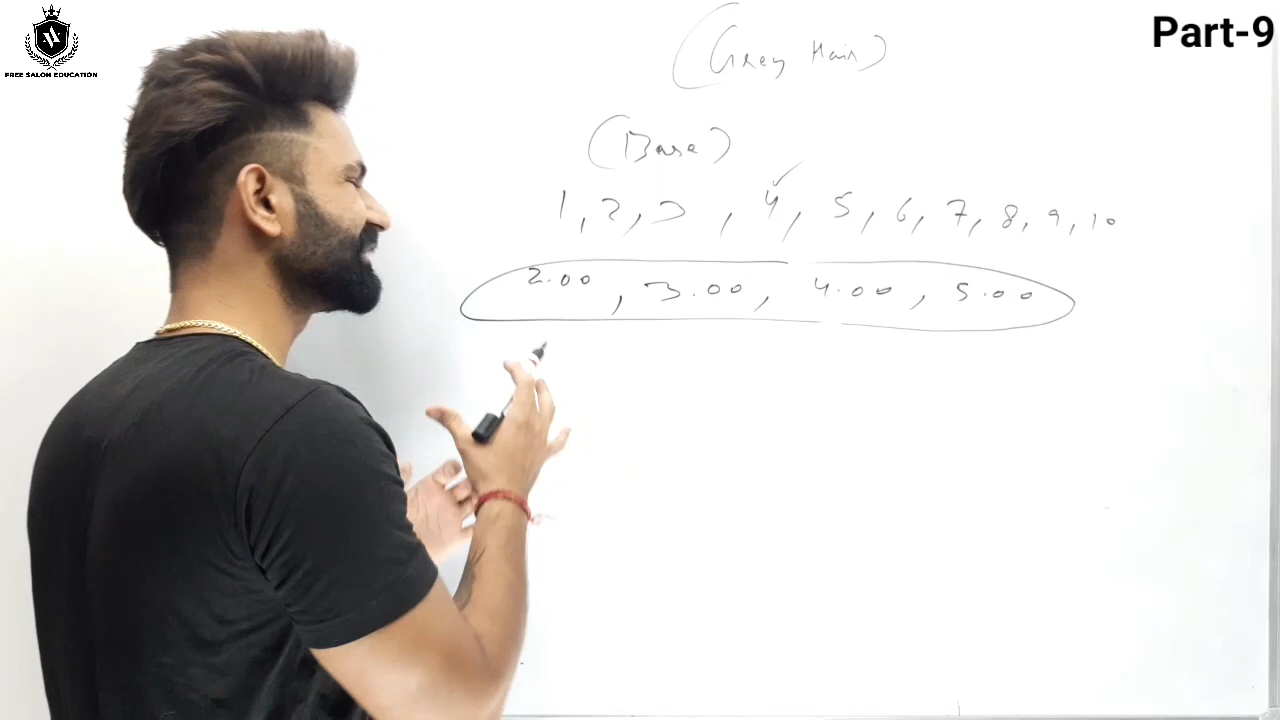 FREE SALON EDUCATION
Part-9
(Grey Hair)
(Base)
1, 2, 3, 4, 5, 6, 7, 8, 9, 10
2.00, 3.00, 4.00, 5.00